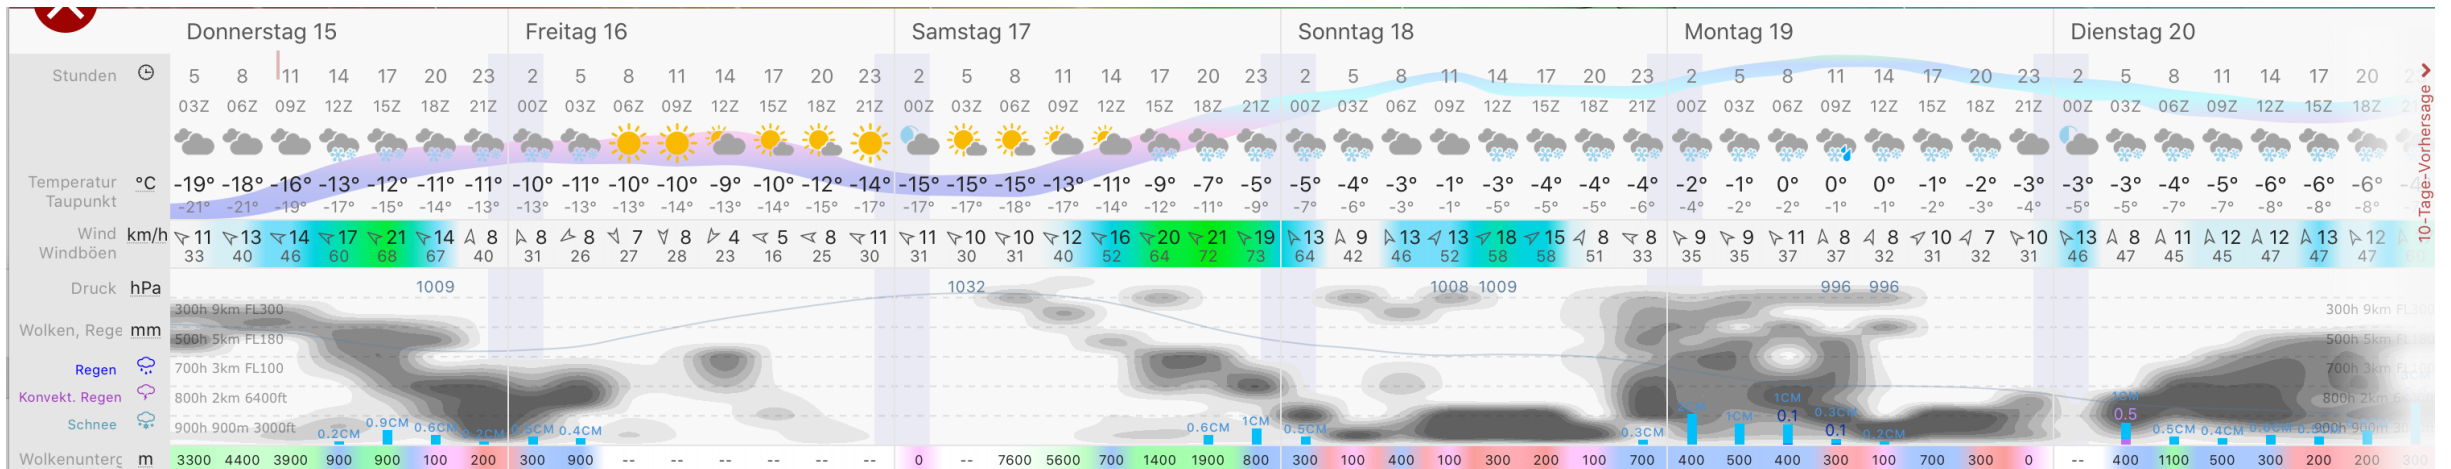 Donnerstag 15 Freitag 16 Samstag 17 Sonntag 18 Montag 19 Dienstag 20
Stunden 5 8 11 14 17 20 23 2 5 8 11 14 17 20 23 2 5 8 11 14 17 20 23 2 5 8 11 14 17 20 23 2 5 8 11 14 17 20 23 2 5 8 11 14 17 20
03Z 06Z 09Z 12Z 15Z 18Z 21Z 00Z 03Z 06Z 09Z 12Z 15Z 18Z 21Z 00Z 03Z 06Z 09Z 12Z 15Z 18Z 21Z 00Z 03Z 06Z 09Z 12Z 15Z 18Z 21Z 00Z 03Z 06Z 09Z 12Z 15Z 18Z 21Z 00Z 03Z 06Z 09Z 12Z 15Z 18Z
Temperatur °C -19° -18° -16° -13° -12° -11° -11° -10° -11° -10° -10° -9° -10° -12° -14° -15° -15° -15° -13° -11° -9° -7° -5° -5° -4° -3° -1° -3° -4° -4° -4° -2° -1° 0° 0° 0° -1° -2° -3° -3° -3° -4° -5° -6° -6° -6°
Taupunkt -21° -21° -19° -17° -15° -14° -13° -13° -13° -13° -14° -13° -14° -15° -17° -17° -17° -18° -17° -14° -12° -11° -9° -7° -6° -3° -1° -5° -5° -5° -6° -4° -2° -2° -1° -1° -2° -3° -4° -5° -5° -7° -7° -8° -8° -8°
Wind km/h 11 13 14 17 21 14 8 8 8 7 8 4 5 8 11 11 10 10 12 16 20 21 19 13 9 13 13 18 15 8 8 9 9 11 8 8 10 7 10 13 8 11 12 12 13 12
Windböen 33 40 46 60 68 67 40 31 26 27 28 23 16 25 30 31 30 31 40 52 64 72 73 64 42 46 52 58 58 51 33 35 35 37 37 32 31 32 31 46 47 45 45 47 47 47
10-Tage-Vorhersage
Druck hPa 1009 1032 1008 1009 996 996
300h 9km FL300 300h 9km
Wolken, Rege mm
500h 5km FL180 500h 5km
Regen 700h 3km FL100 700h 3km
Konvekt. Regen 800h 2km 6400ft 800h 2km
Schnee 900h 900m 3000ft
0.2CM 0.9CM 0.6CM 0.2CM 0.5CM 0.4CM 0.6CM 1CM 0.5CM 0.3CM 1CM 1CM 0.1 0.3CM 0.1 0.2CM 1CM 0.5 0.5CM 0.4CM
Wolkenunterg m 3300 4400 3900 900 900 100 200 300 900 -- -- -- -- -- -- 0 -- 7600 5600 700 1400 1900 800 300 100 400 100 300 200 100 700 400 500 400 300 100 700 300 0 -- 400 1100 500 300 200 200 300